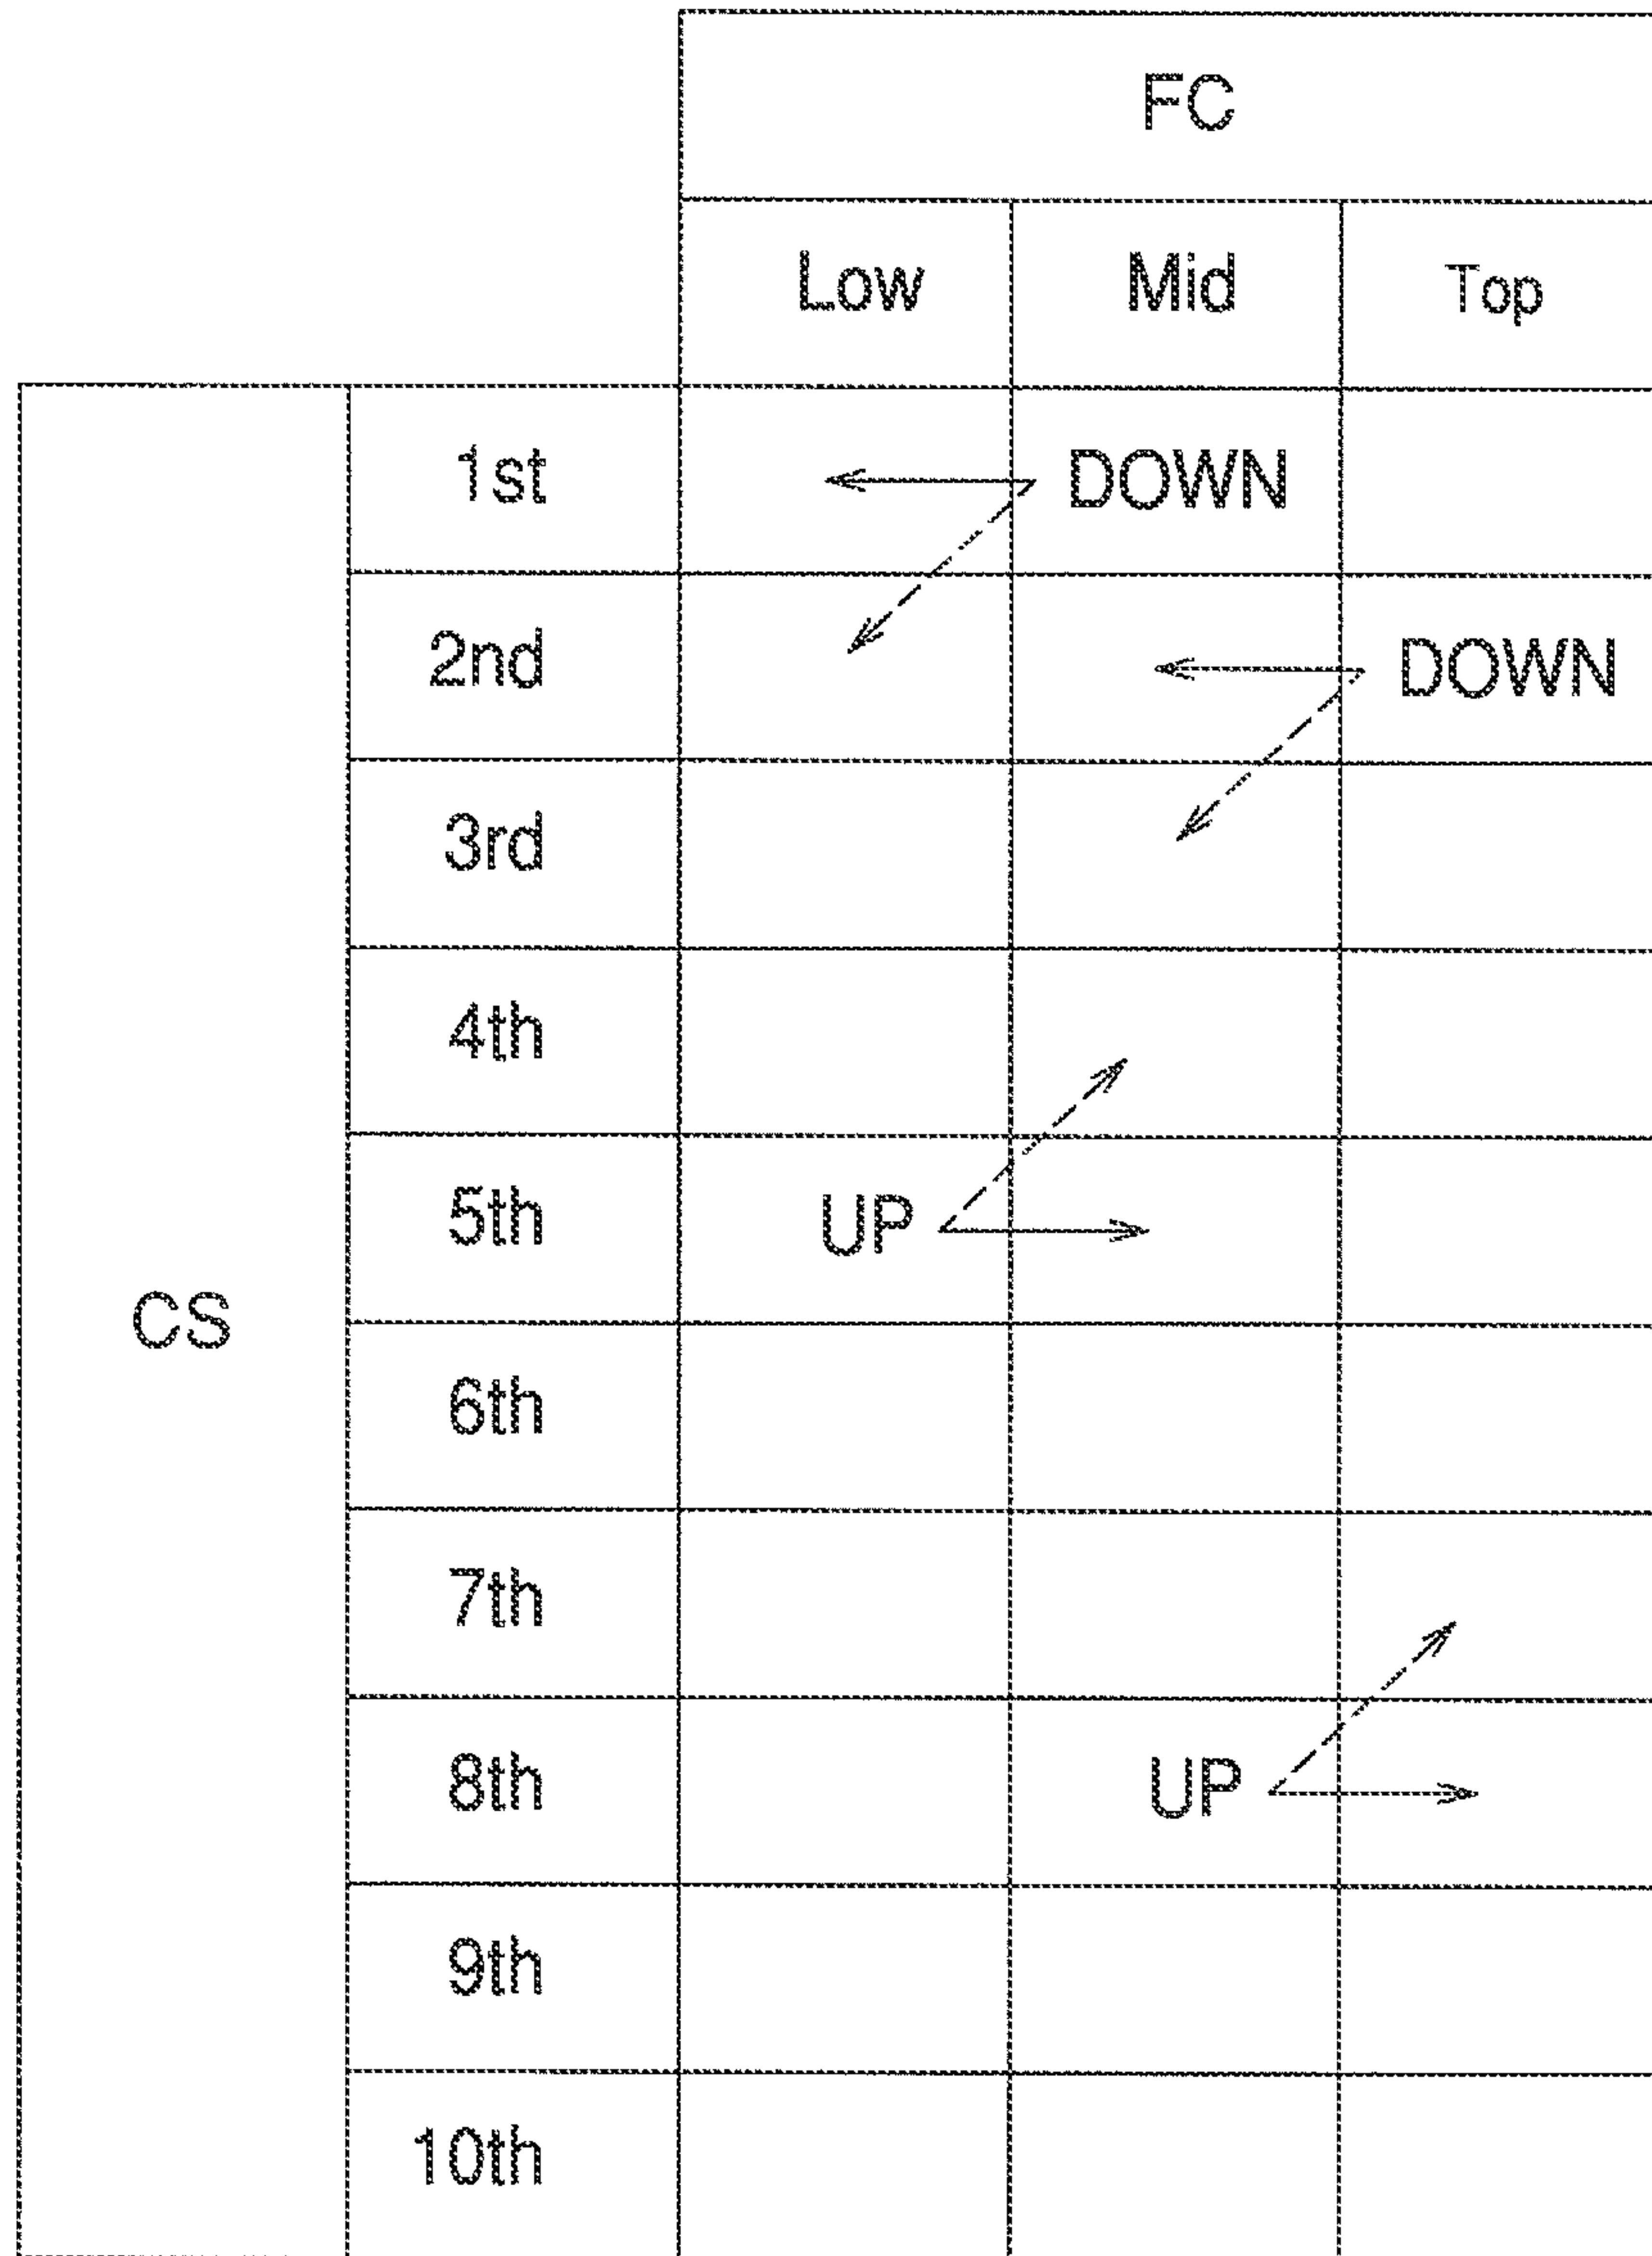 FC
Low Mid Top
1st DOWN
2nd DOWN
3rd
4th
5th UP
CS
6th
7th
8th UP
9th
10th